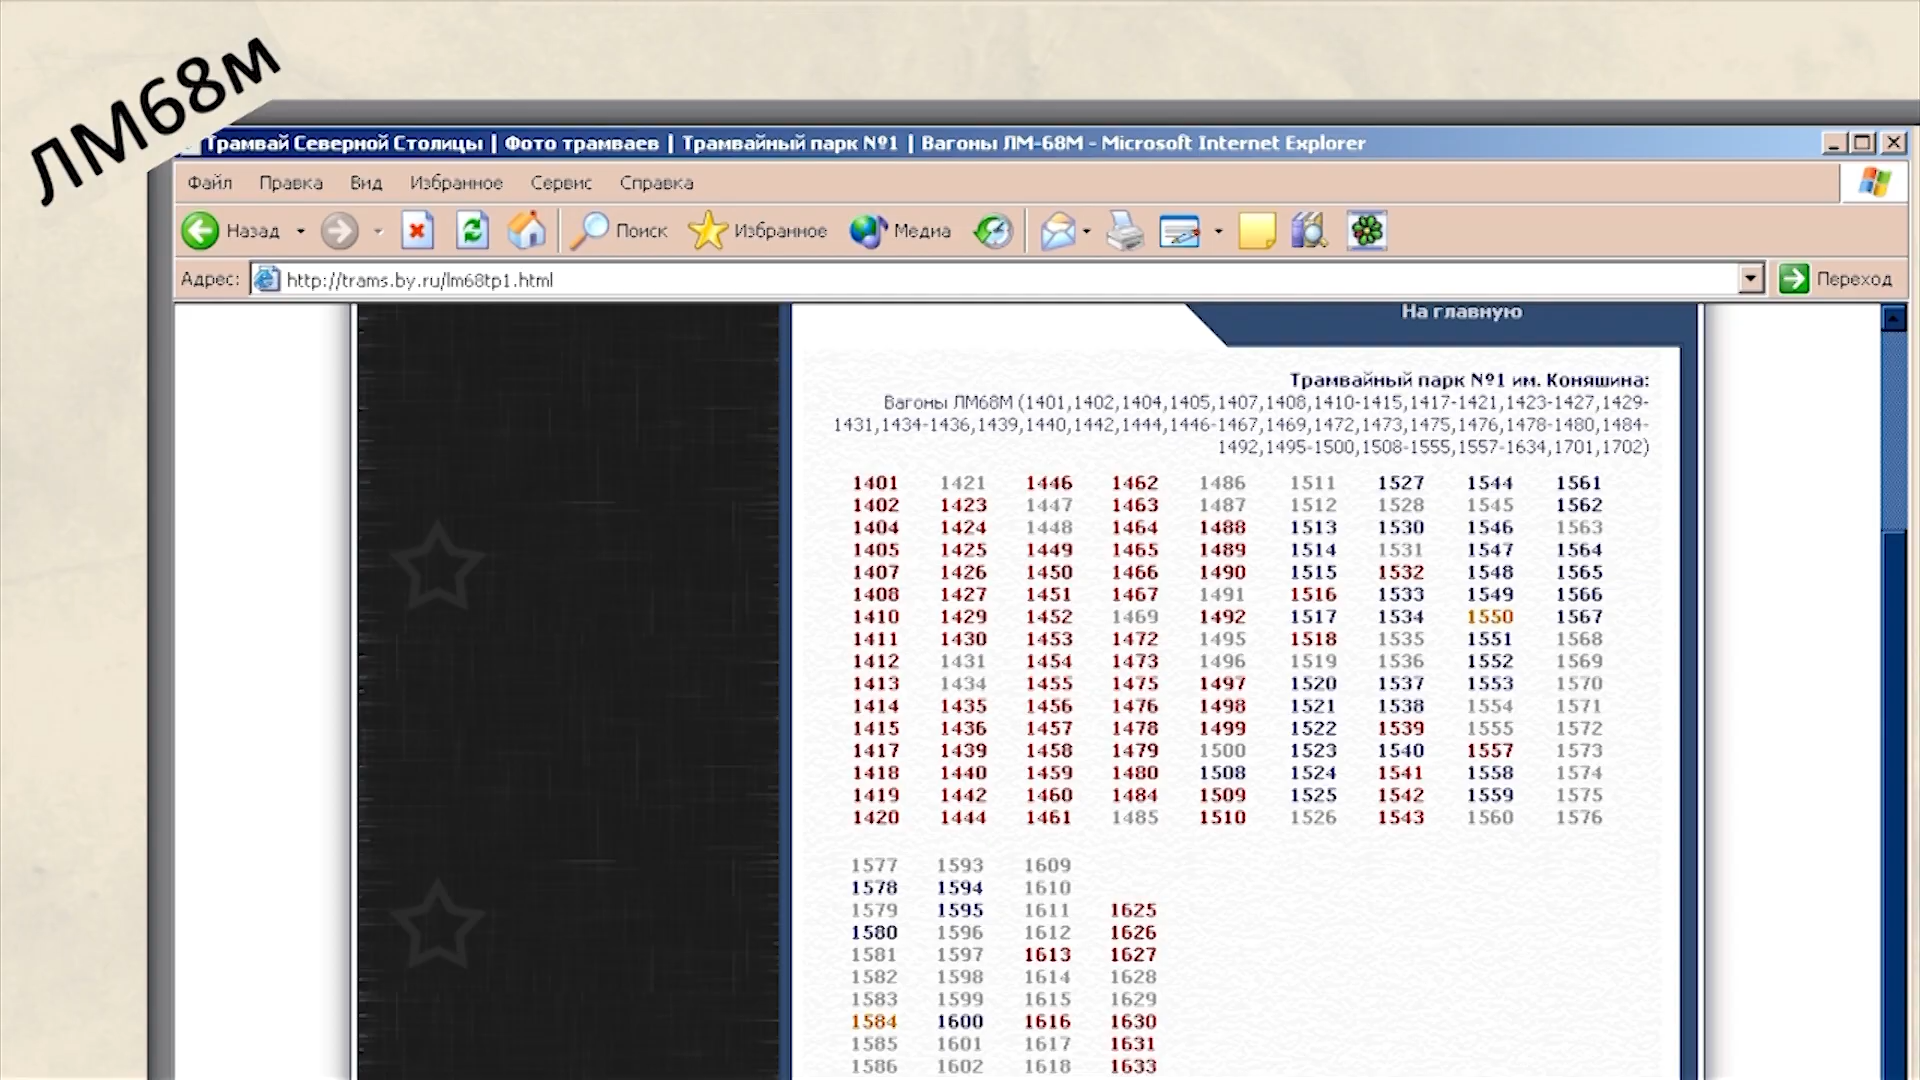 ЛМ68м
Трамвай Северной Столицы | Фото трамваев | Трамвайный парк №1 | Вагоны ЛМ-68М - Microsoft Internet Explorer
Файл Правка Вид Избранное Сервис Справка
Назад Поиск Избранное Медиа
Адрес: http://trams.by.ru/lm68tp1.html Переход
На главную
Трамвайный парк №1 им. Коняшина:
Вагоны ЛМ68М (1401,1402,1404,1405,1407,1408,1410-1415,1417-1421,1423-1427,1429-
1431,1434-1436,1439,1440,1442,1444,1446-1467,1469,1472,1473,1475,1476,1478-1480,1484-
1492,1495-1500,1508-1555,1557-1634,1701,1702)
1401 1421 1446 1462 1486 1511 1527 1544 1561
1402 1423 1447 1463 1487 1512 1528 1545 1562
1404 1424 1448 1464 1488 1513 1530 1546 1563
1405 1425 1449 1465 1489 1514 1531 1547 1564
1407 1426 1450 1466 1490 1515 1532 1548 1565
1408 1427 1451 1467 1491 1516 1533 1549 1566
1410 1429 1452 1469 1492 1517 1534 1550 1567
1411 1430 1453 1472 1495 1518 1535 1551 1568
1412 1431 1454 1473 1496 1519 1536 1552 1569
1413 1434 1455 1475 1497 1520 1537 1553 1570
1414 1435 1456 1476 1498 1521 1538 1554 1571
1415 1436 1457 1478 1499 1522 1539 1555 1572
1417 1439 1458 1479 1500 1523 1540 1557 1573
1418 1440 1459 1480 1508 1524 1541 1558 1574
1419 1442 1460 1484 1509 1525 1542 1559 1575
1420 1444 1461 1485 1510 1526 1543 1560 1576
1577 1593 1609
1578 1594 1610
1579 1595 1611 1625
1580 1596 1612 1626
1581 1597 1613 1627
1582 1598 1614 1628
1583 1599 1615 1629
1584 1600 1616 1630
1585 1601 1617 1631
1586 1602 1618 1633